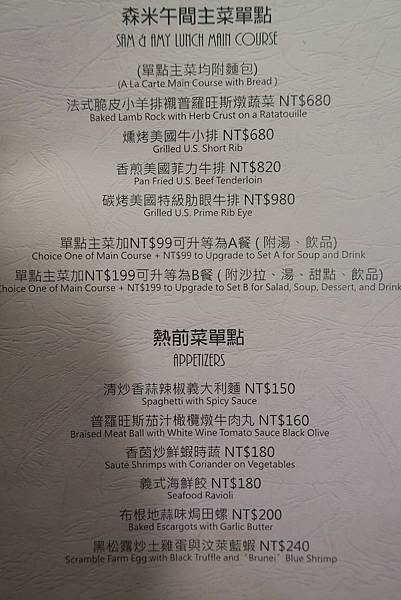 森米午間主菜單點
SAM & AMY LUNCH MAIN COURSE
(單點主菜均附麵包)
(A La Carte Main Course with Bread )
法式脆皮小羊排襯普羅旺斯燉蔬菜 NT$680
Baked Lamb Rock with Herb Crust on a Ratatouille
爐烤美國牛小排 NT$680
Grilled U.S. Short Rib
香煎美國菲力牛排 NT$820
Pan Fried U.S. Beef Tenderloin
碳烤美國特級肋眼牛排 NT$980
Grilled U.S. Prime Rib Eye
單點主菜加NT$99可升等為A餐 ( 附湯、飲品)
Choice One of Main Course + NT$99 to Upgrade to Set A for Soup and Drink
單點主菜加NT$199可升等為B餐 ( 附沙拉、湯、甜點、飲品)
Choice One of Main Course + NT$199 to Upgrade to Set B for Salad, Soup, Dessert, and Drink
熱前菜單點
APPETIZERS
清炒香蒜辣椒義大利麵 NT$150
Spaghetti with Spicy Sauce
普羅旺斯茄汁橄欖燉牛肉丸 NT$160
Braised Meat Ball with White Wine Tomato Sauce Black Olive
香茵炒鮮蝦時蔬 NT$180
Sauté Shrimps with Coriander on Vegetables
義式海鮮餃 NT$180
Seafood Ravioli
布根地蒜味焗田螺 NT$200
Baked Escargots with Garlic Butter
黑松露炒土雞蛋與汶萊藍蝦 NT$240
Scramble Farm Egg with Black Truffle and "Brunei" Blue Shrimp